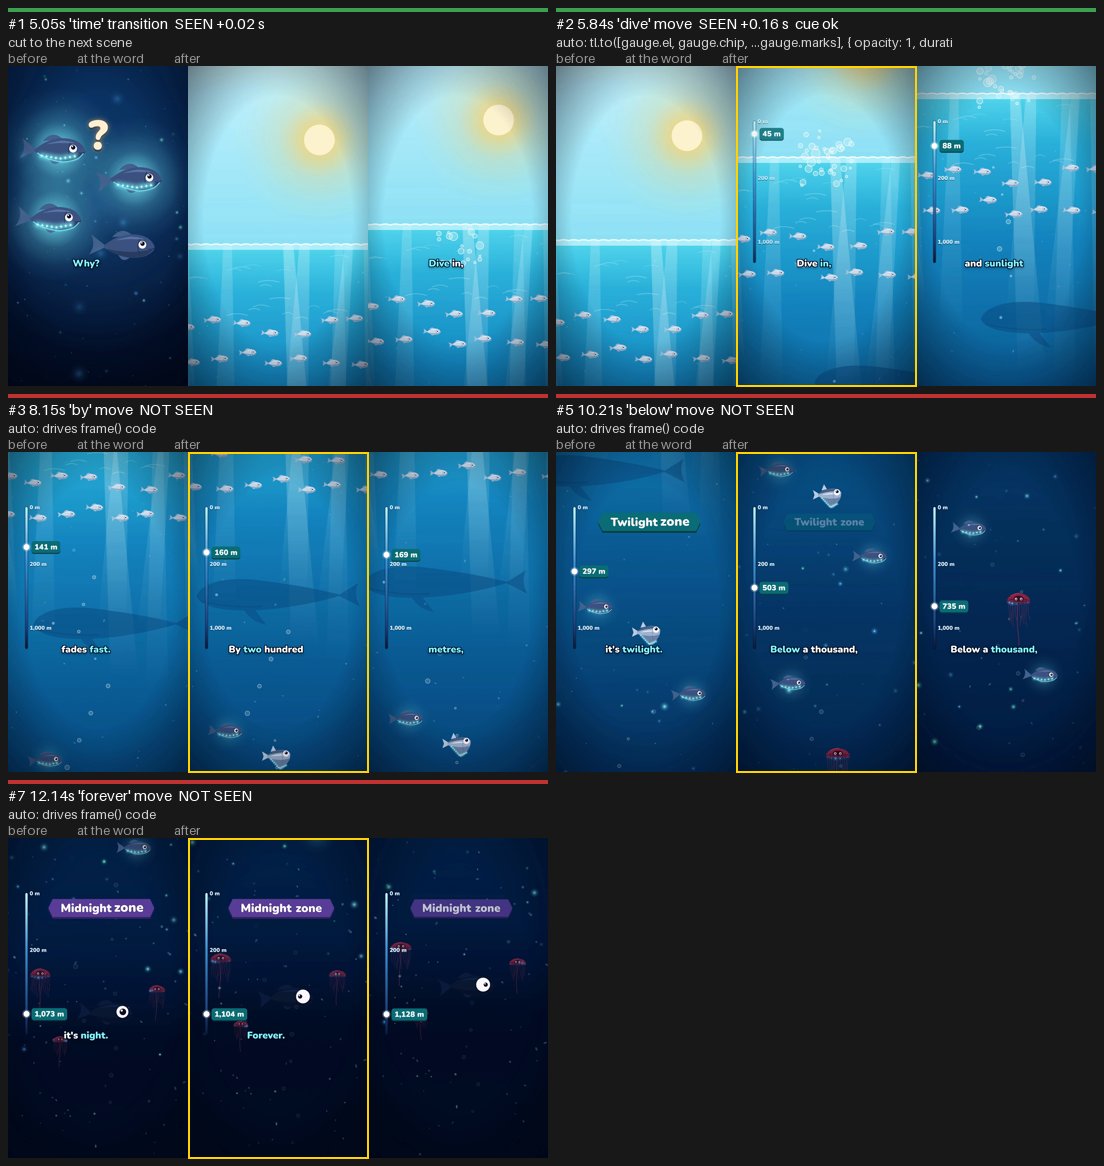 #1 5.05s 'time' transition  SEEN +0.02 s
cut to the next scene
before at the word after
?
Why?
Dive in,
#2 5.84s 'dive' move  SEEN +0.16 s  cue ok
auto: tl.to([gauge.el, gauge.chip, ...gauge.marks], { opacity: 1, durati
before at the word after
0 m
45 m
200 m
1,000 m
Dive in,
0 m
88 m
200 m
1,000 m
and sunlight
#3 8.15s 'by' move  NOT SEEN
auto: drives frame() code
before at the word after
0 m
141 m
200 m
1,000 m
fades fast.
0 m
160 m
200 m
1,000 m
By two hundred
0 m
169 m
200 m
1,000 m
metres,
#5 10.21s 'below' move  NOT SEEN
auto: drives frame() code
before at the word after
0 m
Twilight zone
200 m
297 m
1,000 m
it's twilight.
0 m
Twilight zone
200 m
503 m
1,000 m
Below a thousand,
0 m
200 m
735 m
1,000 m
Below a thousand,
#7 12.14s 'forever' move  NOT SEEN
auto: drives frame() code
before at the word after
0 m
Midnight zone
200 m
1,073 m
it's night.
0 m
Midnight zone
200 m
1,104 m
Forever.
0 m
Midnight zone
200 m
1,128 m